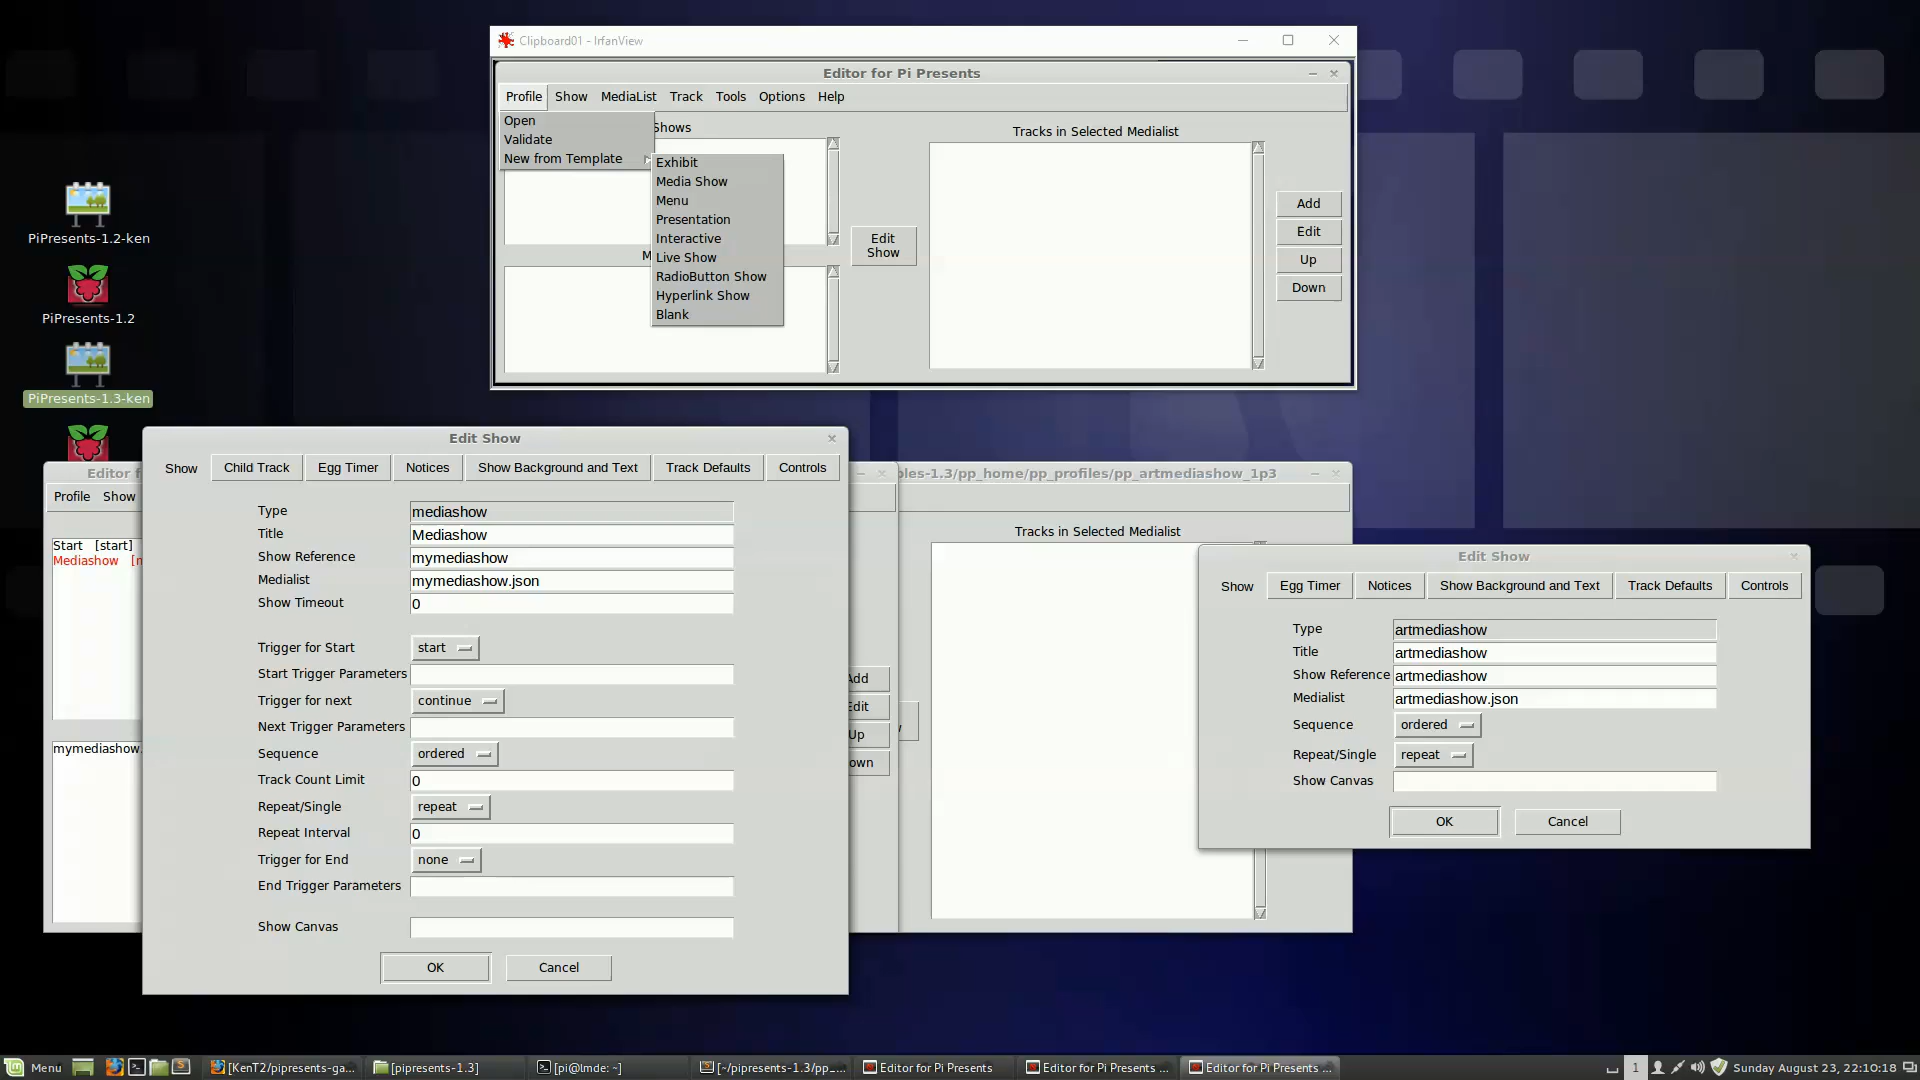 Clipboard01 - IrfanView
Editor for Pi Presents
Profile Show MediaList Track Tools Options Help
Open
Validate
New from Template
Shows
Exhibit
Media Show
Menu
Presentation
Interactive
Live Show
RadioButton Show
Hyperlink Show
Blank
M
Edit
Show
Tracks in Selected Medialist
Add
Edit
Up
Down
PiPresents-1.2-ken
PiPresents-1.2
PiPresents-1.3-ken
Editor f
Profile Show
Start [start]
Mediashow [m
mymediashow.
Edit Show
Show Child Track Egg Timer Notices Show Background and Text Track Defaults Controls
Type mediashow
Title Mediashow
Show Reference mymediashow
Medialist mymediashow.json
Show Timeout 0
Trigger for Start start
Start Trigger Parameters
Trigger for next continue
Next Trigger Parameters
Sequence ordered
Track Count Limit 0
Repeat/Single repeat
Repeat Interval 0
Trigger for End none
End Trigger Parameters
Show Canvas
OK Cancel
Add
Edit
Up
own
ples-1.3/pp_home/pp_profiles/pp_artmediashow_1p3
Tracks in Selected Medialist
Edit Show
Show Egg Timer Notices Show Background and Text Track Defaults Controls
Type artmediashow
Title artmediashow
Show Reference artmediashow
Medialist artmediashow.json
Sequence ordered
Repeat/Single repeat
Show Canvas
OK Cancel
Menu [KenT2/pipresents-ga... [pipresents-1.3] [pi@lmde: ~] [~/pipresents-1.3/pp_... Editor for Pi Presents Editor for Pi Presents ... Editor for Pi Presents ... 1 Sunday August 23, 22:10:18